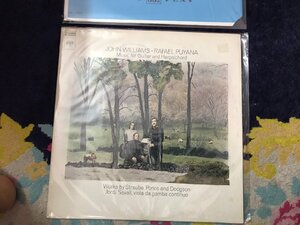 JOHN WILLIAMS · RAFAEL PUYANA
Music for Guitar and Harpsichord
Works by Straube, Ponce and Dodgson
Jordi Savall, viola da gamba continuo